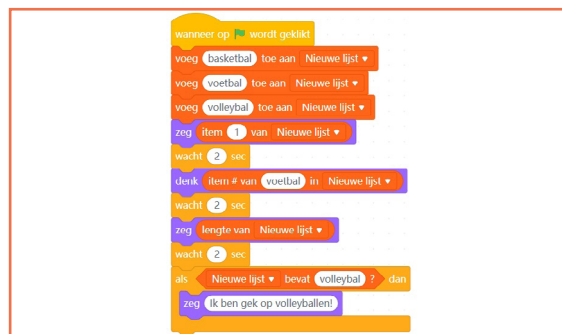 wanneer op wordt geklikt
voeg basketbal toe aan Nieuwe lijst
voeg voetbal toe aan Nieuwe lijst
voeg volleybal toe aan Nieuwe lijst
zeg item 1 van Nieuwe lijst
wacht 2 sec
denk item # van voetbal in Nieuwe lijst
wacht 2 sec
zeg lengte van Nieuwe lijst
wacht 2 sec
als Nieuwe lijst bevat volleybal ? dan
zeg Ik ben gek op volleyballen!